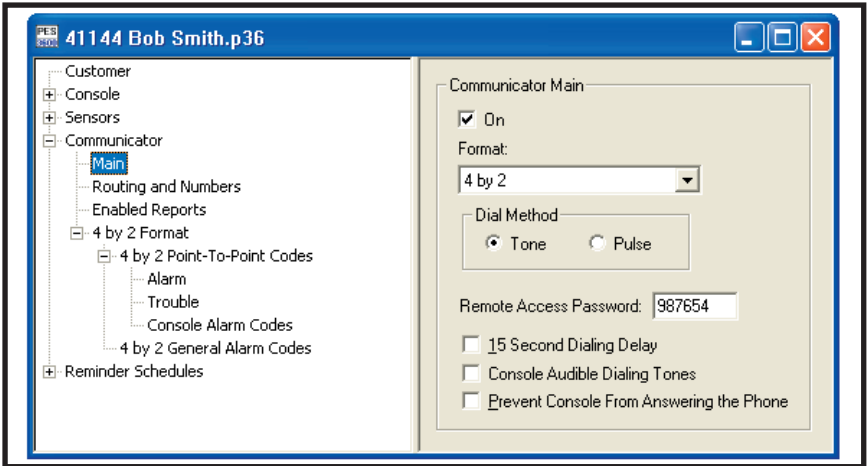 41144 Bob Smith.p36
Customer
Console
Sensors
Communicator
Main
Routing and Numbers
Enabled Reports
4 by 2 Format
4 by 2 Point-To-Point Codes
Alarm
Trouble
Console Alarm Codes
4 by 2 General Alarm Codes
Reminder Schedules
Communicator Main
On
Format:
4 by 2
Dial Method
Tone
Pulse
Remote Access Password: 987654
15 Second Dialing Delay
Console Audible Dialing Tones
Prevent Console From Answering the Phone